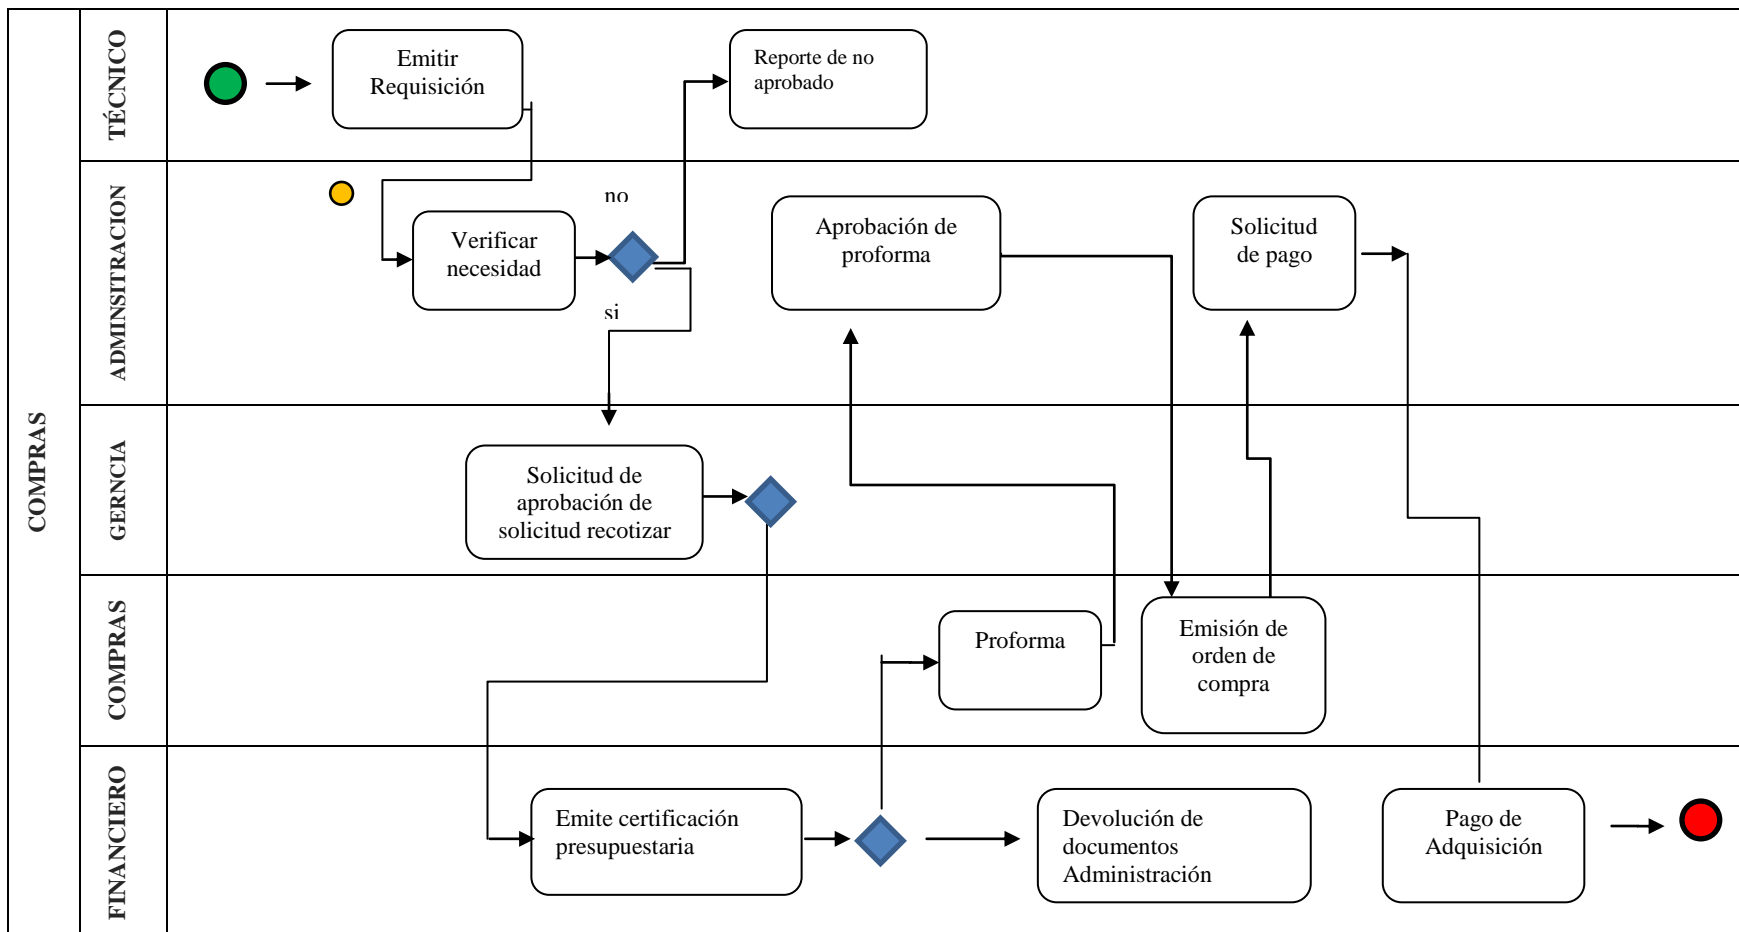 COMPRAS
TÉCNICO
Emitir
Requisición
Reporte de no
aprobado
ADMINSITRACION
no
Verificar
necesidad
si
Aprobación de
proforma
Solicitud
de pago
GERNCIA
Solicitud de
aprobación de
solicitud recotizar
COMPRAS
Proforma
Emisión de
orden de
compra
FINANCIERO
Emite certificación
presupuestaria
Devolución de
documentos
Administración
Pago de
Adquisición